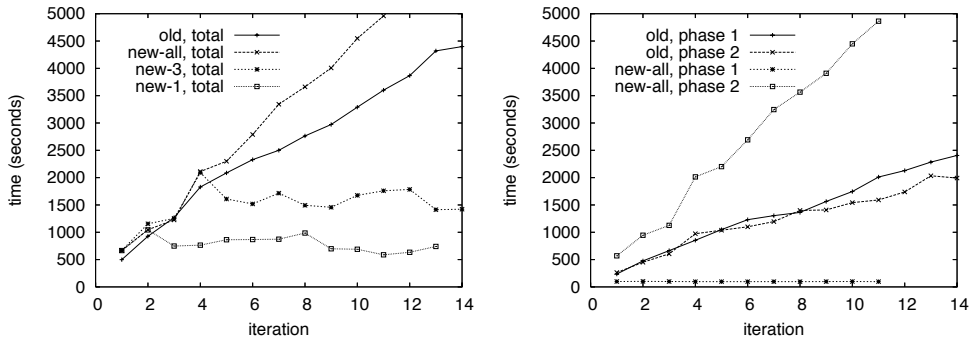 5000
4500
4000
3500
3000
2500
2000
1500
1000
500
0
time (seconds)
old, total
new-all, total
new-3, total
new-1, total
0 2 4 6 8 10 12 14
iteration
5000
4500
4000
3500
3000
2500
2000
1500
1000
500
0
time (seconds)
old, phase 1
old, phase 2
new-all, phase 1
new-all, phase 2
0 2 4 6 8 10 12 14
iteration